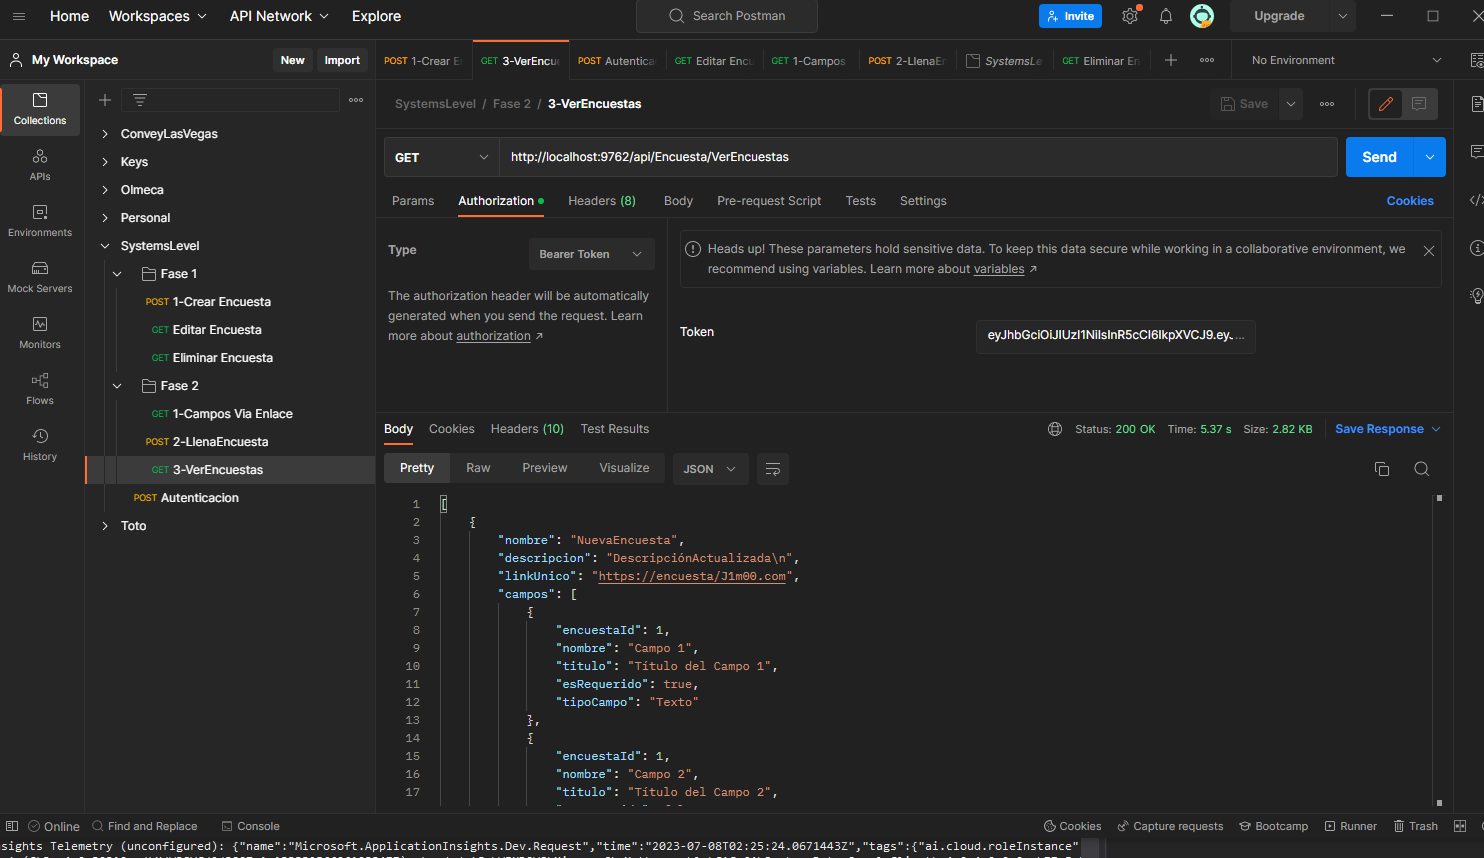 Home Workspaces API Network Explore Search Postman Invite Upgrade
My Workspace New Import
POST 1-Crear E GET 3-VerEncue POST Autentica GET Editar Encu GET 1-Campos POST 2-LlenaEn SystemsLe GET Eliminar En No Environment
Collections
APIs
Environments
Mock Servers
Monitors
Flows
History
ConveyLasVegas
Keys
Olmeca
Personal
SystemsLevel
Fase 1
POST 1-Crear Encuesta
GET Editar Encuesta
GET Eliminar Encuesta
Fase 2
GET 1-Campos Via Enlace
POST 2-LlenaEncuesta
GET 3-VerEncuestas
POST Autenticacion
Toto
SystemsLevel / Fase 2 / 3-VerEncuestas Save
GET http://localhost:9762/api/Encuesta/VerEncuestas Send
Params Authorization Headers (8) Body Pre-request Script Tests Settings Cookies
Type Bearer Token
The authorization header will be automatically
generated when you send the request. Learn
more about authorization ↗
Heads up! These parameters hold sensitive data. To keep this data secure while working in a collaborative environment, we
recommend using variables. Learn more about variables ↗
Token eyJhbGciOiJIUzI1NiIsInR5cCI6IkpXVCJ9.eyJ...
Body Cookies Headers (10) Test Results Status: 200 OK Time: 5.37 s Size: 2.82 KB Save Response
Pretty Raw Preview Visualize JSON
1 [
2 {
3 "nombre": "NuevaEncuesta",
4 "descripcion": "DescripciónActualizada\n",
5 "linkUnico": "https://encuesta/J1m00.com",
6 "campos": [
7 {
8 "encuestaId": 1,
9 "nombre": "Campo 1",
10 "titulo": "Título del Campo 1",
11 "esRequerido": true,
12 "tipoCampo": "Texto"
13 },
14 {
15 "encuestaId": 1,
16 "nombre": "Campo 2",
17 "titulo": "Título del Campo 2",
Online Find and Replace Console Cookies Capture requests Bootcamp Runner Trash
nsights Telemetry (unconfigured): {"name":"Microsoft.ApplicationInsights.Dev.Request","time":"2023-07-08T02:25:24.0671443Z","tags":{"ai.cloud.roleInstance"